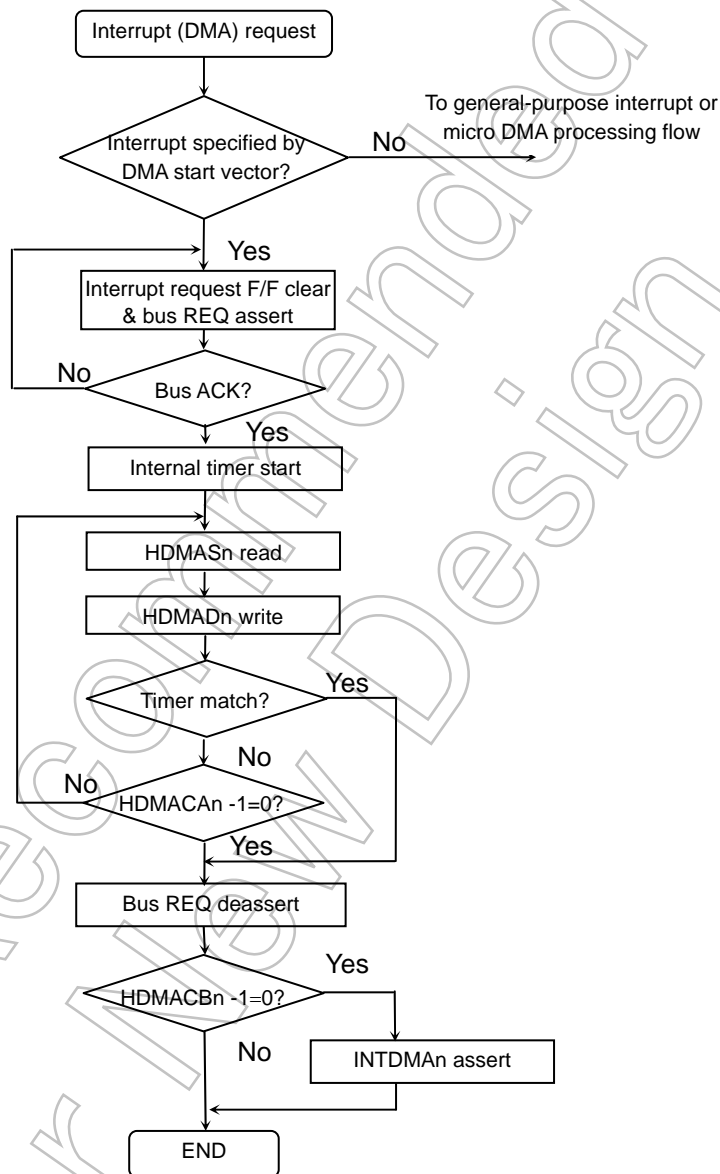 Interrupt (DMA) request
To general-purpose interrupt or
micro DMA processing flow
Interrupt specified by
DMA start vector?
No
Yes
Interrupt request F/F clear
& bus REQ assert
No
Bus ACK?
Yes
Internal timer start
HDMASn read
HDMADn write
Timer match?
Yes
No
No
HDMACAn -1=0?
Yes
Bus REQ deassert
Yes
HDMACBn -1=0?
No
INTDMAn assert
END
Recommended
r New Design